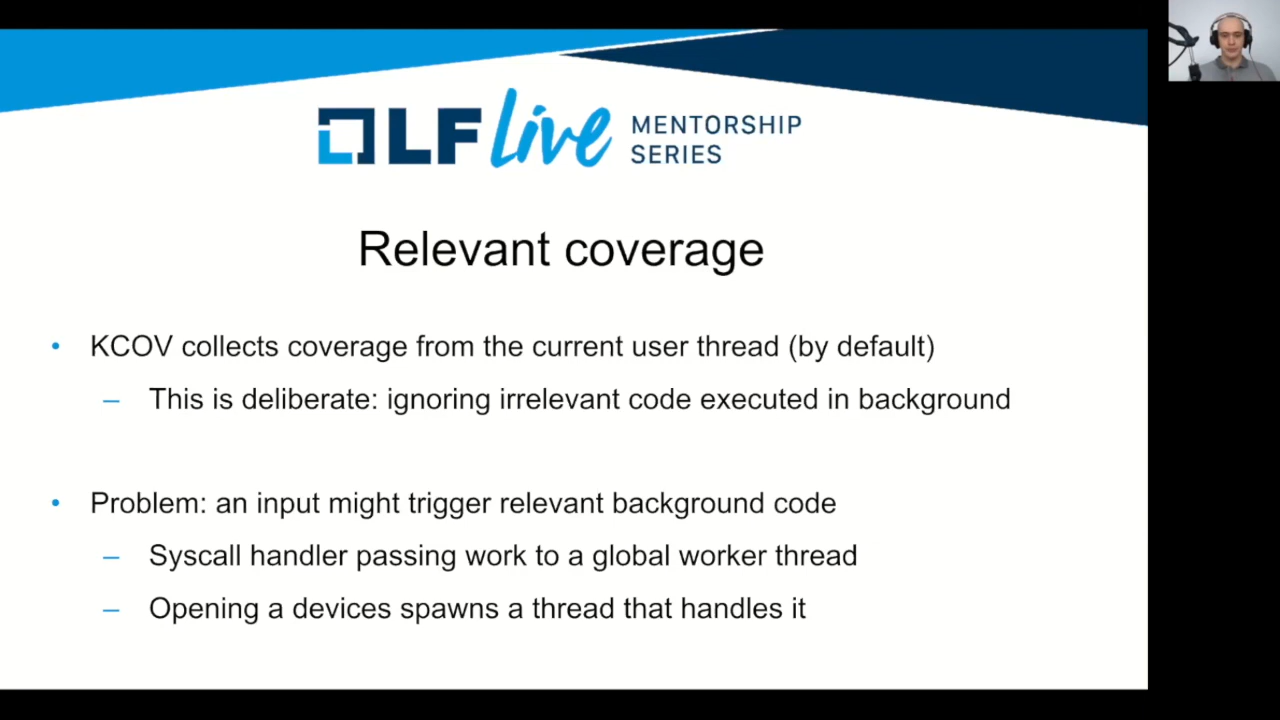 LF Live MENTORSHIP
SERIES
Relevant coverage
• KCOV collects coverage from the current user thread (by default)
– This is deliberate: ignoring irrelevant code executed in background
• Problem: an input might trigger relevant background code
– Syscall handler passing work to a global worker thread
– Opening a devices spawns a thread that handles it